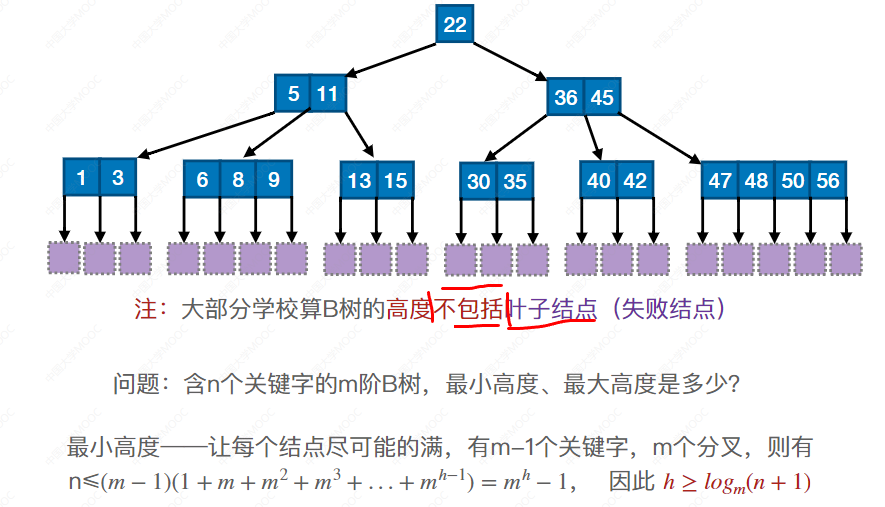 22
5 11 36 45
1 3 6 8 9 13 15 30 35 40 42 47 48 50 56
注：大部分学校算B树的高度不包括叶子结点（失败结点）
问题：含n个关键字的m阶B树，最小高度、最大高度是多少？
最小高度——让每个结点尽可能的满，有m-1个关键字，m个分叉，则有
n≤(m − 1)(1 + m + m² + m³ + . . . + mʰ⁻¹) = mʰ − 1， 因此 h ≥ logₘ(n + 1)